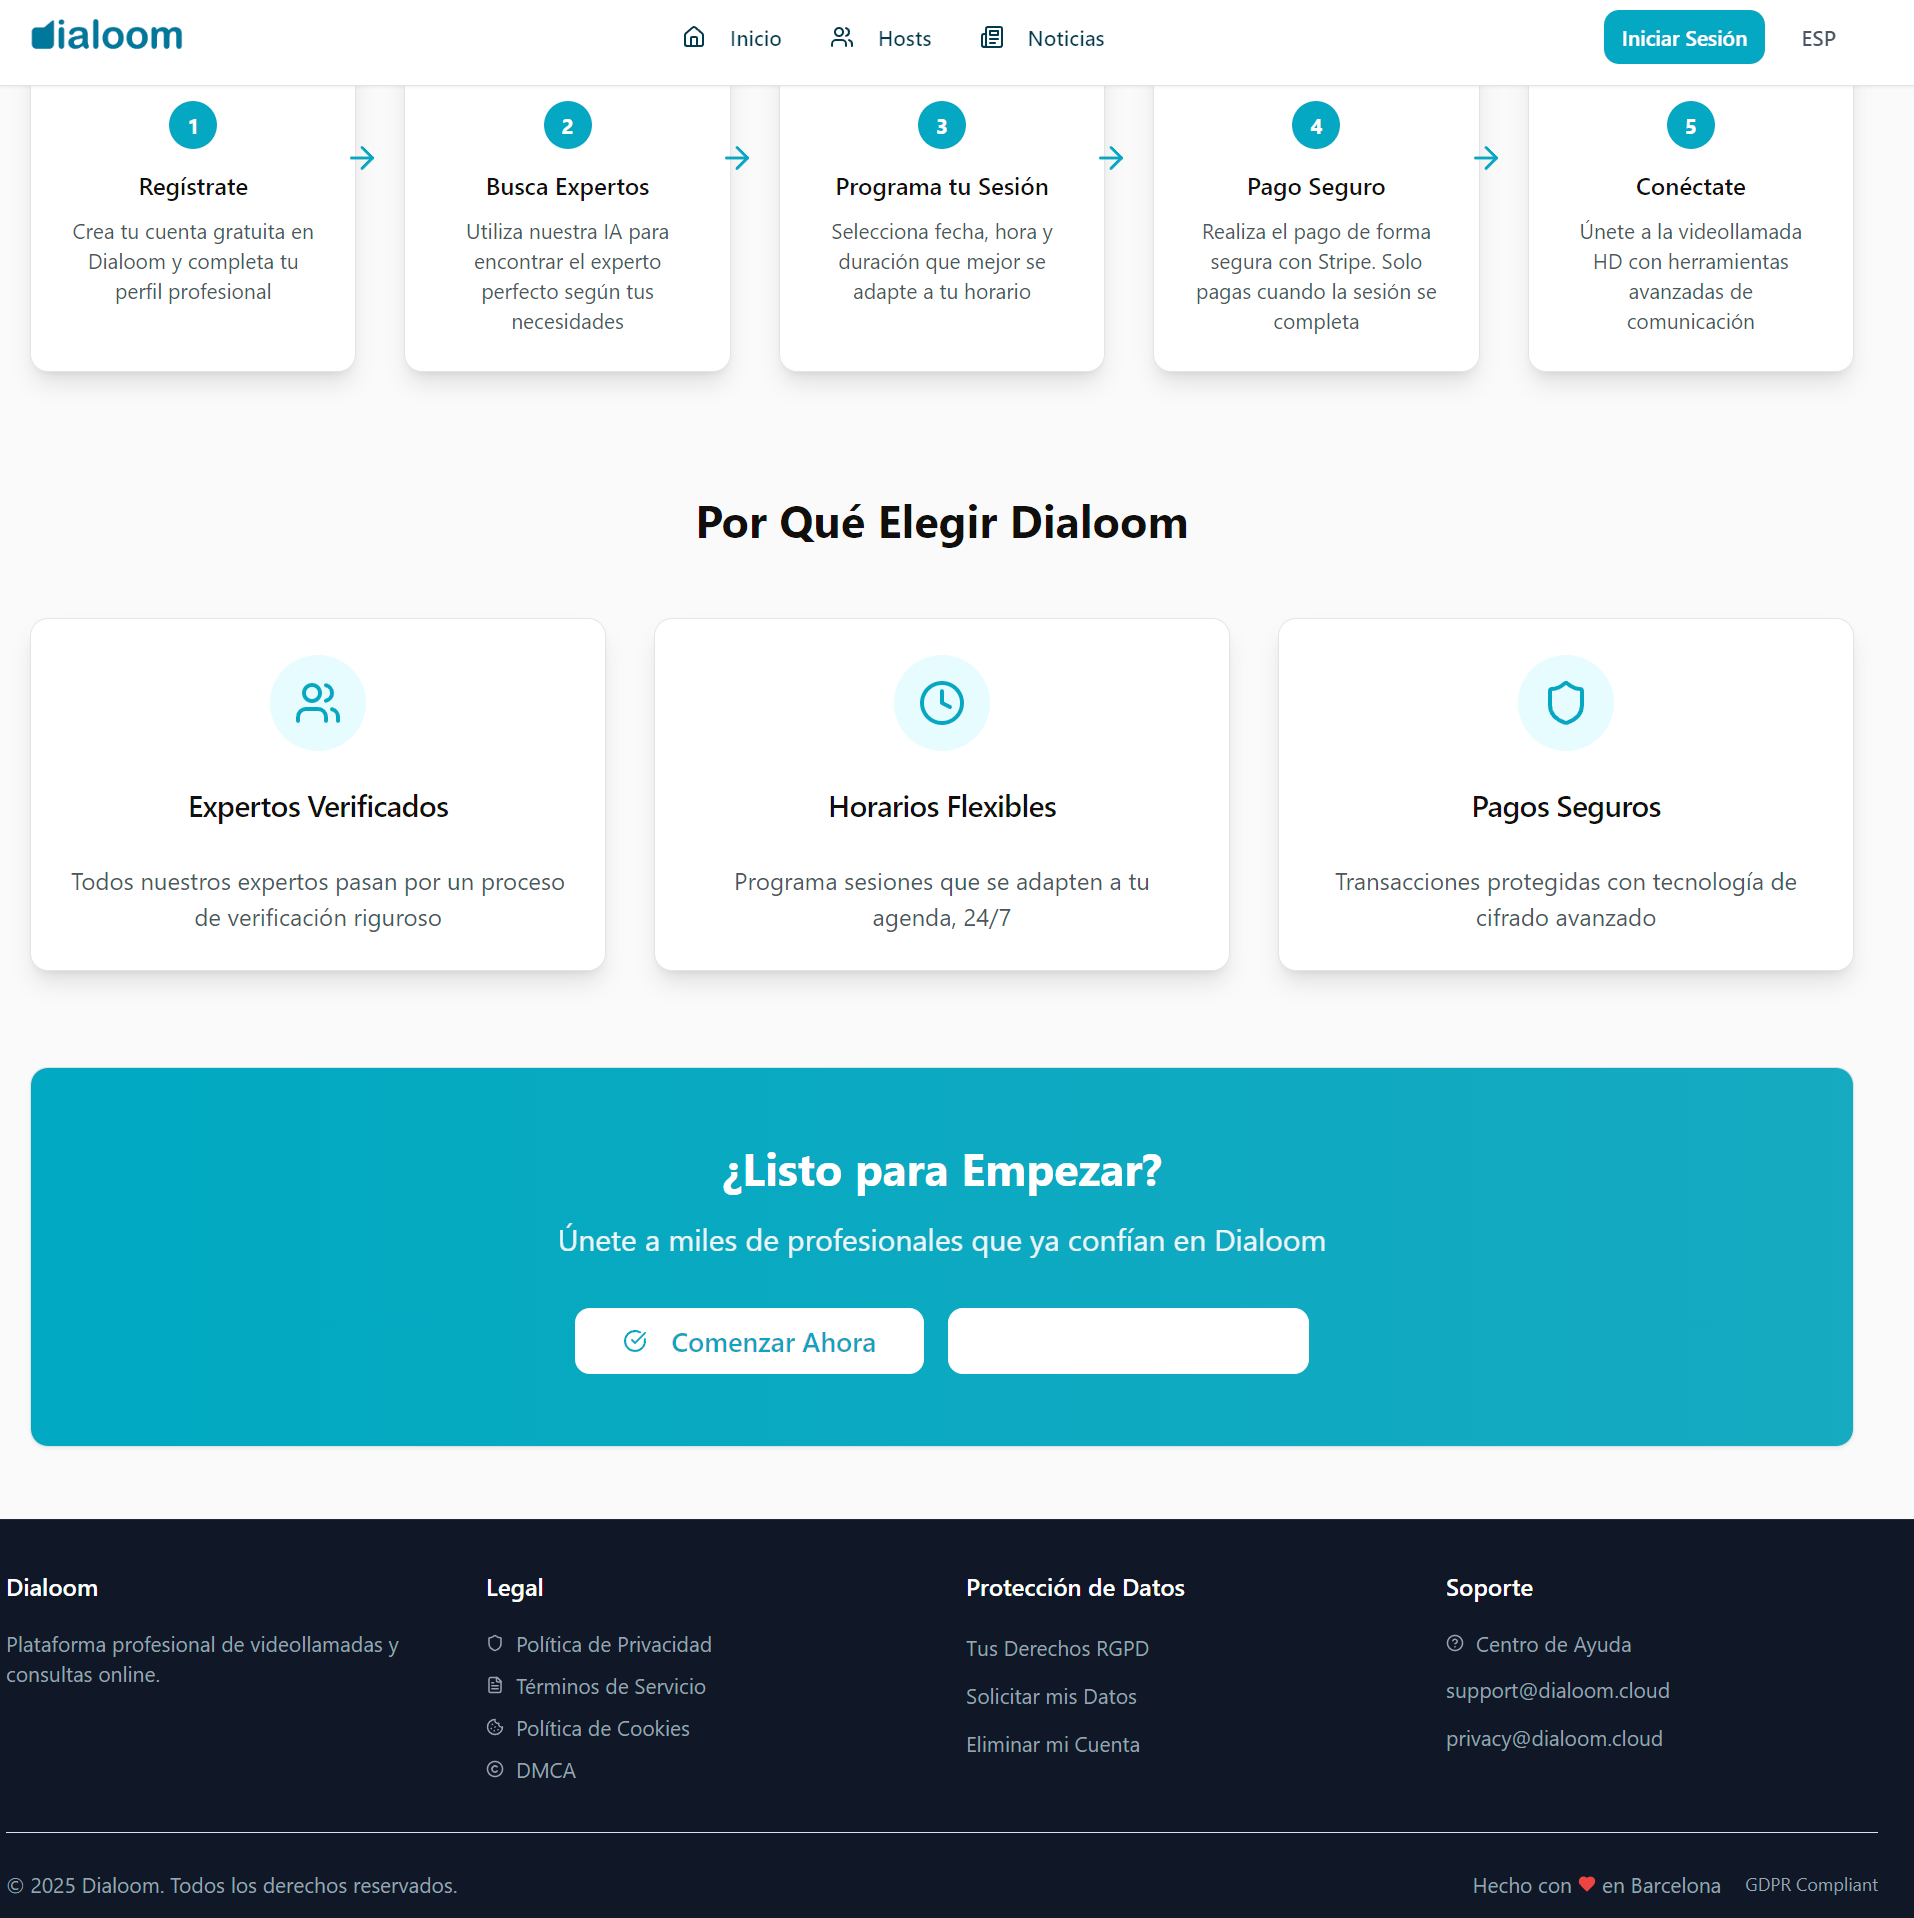 dialoom
Inicio
Hosts
Noticias
Iniciar Sesión
ESP
1
Regístrate
Crea tu cuenta gratuita en
Dialoom y completa tu
perfil profesional
2
Busca Expertos
Utiliza nuestra IA para
encontrar el experto
perfecto según tus
necesidades
3
Programa tu Sesión
Selecciona fecha, hora y
duración que mejor se
adapte a tu horario
4
Pago Seguro
Realiza el pago de forma
segura con Stripe. Solo
pagas cuando la sesión se
completa
5
Conéctate
Únete a la videollamada
HD con herramientas
avanzadas de
comunicación
Por Qué Elegir Dialoom
Expertos Verificados
Todos nuestros expertos pasan por un proceso
de verificación riguroso
Horarios Flexibles
Programa sesiones que se adapten a tu
agenda, 24/7
Pagos Seguros
Transacciones protegidas con tecnología de
cifrado avanzado
¿Listo para Empezar?
Únete a miles de profesionales que ya confían en Dialoom
Comenzar Ahora
Dialoom
Plataforma profesional de videollamadas y
consultas online.
Legal
Política de Privacidad
Términos de Servicio
Política de Cookies
DMCA
Protección de Datos
Tus Derechos RGPD
Solicitar mis Datos
Eliminar mi Cuenta
Soporte
Centro de Ayuda
support@dialoom.cloud
privacy@dialoom.cloud
© 2025 Dialoom. Todos los derechos reservados.
Hecho con ❤ en Barcelona
GDPR Compliant